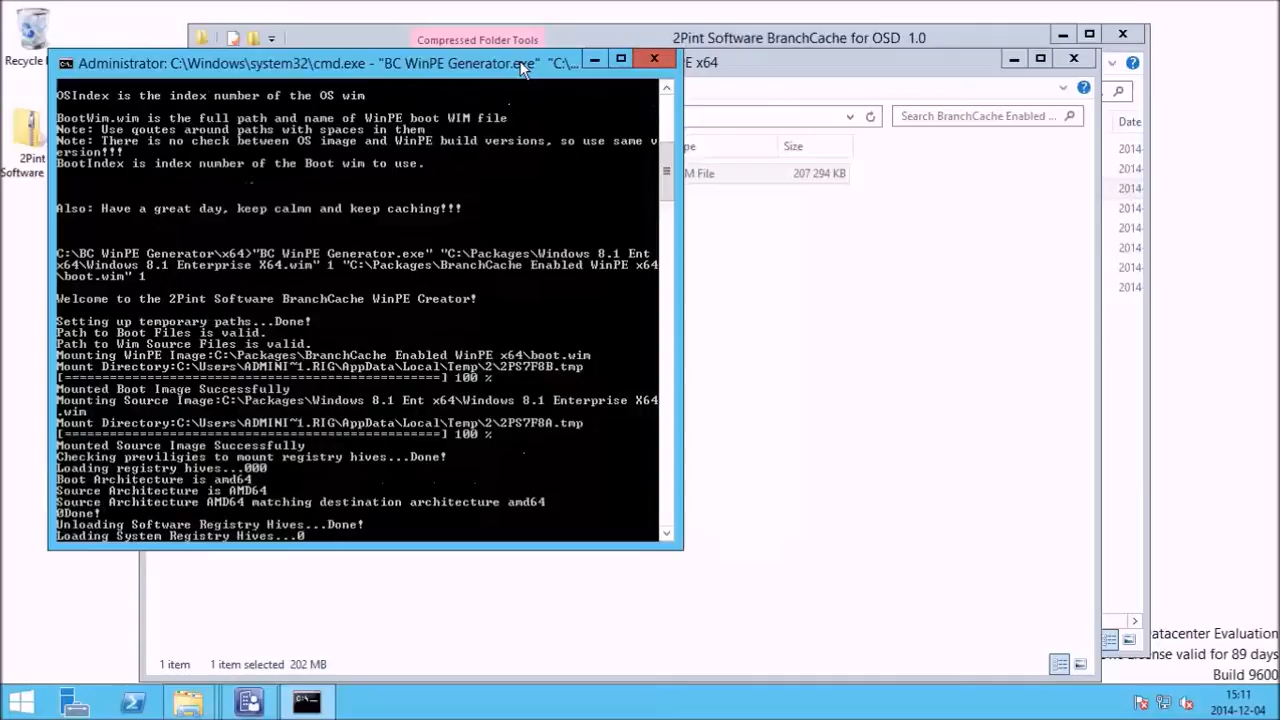 Recycle
2Pint
Software
Compressed Folder Tools
2Pint Software BranchCache for OSD 1.0
Administrator: C:\Windows\system32\cmd.exe - "BC WinPE Generator.exe" "C:\...
PE x64
Search BranchCache Enabled ...
Date
pe
Size
M File
207 294 KB
2014-
2014-
2014-
2014-
2014-
2014-
2014-
2014-
OSIndex is the index number of the OS wim
BootWim.wim is the full path and name of WinPE boot WIM file
Note: Use qoutes around paths with spaces in them
Note: There is no check between OS image and WinPE build versions, so use same v
ersion!!!
BootIndex is index number of the Boot wim to use.
Also: Have a great day, keep calmn and keep caching!!!
C:\BC WinPE Generator\x64>"BC WinPE Generator.exe" "C:\Packages\Windows 8.1 Ent
x64\Windows 8.1 Enterprise X64.wim" 1 "C:\Packages\BranchCache Enabled WinPE x64
\boot.wim" 1
Welcome to the 2Pint Software BranchCache WinPE Creator!
Setting up temporary paths...Done!
Path to Boot Files is valid.
Path to Wim Source Files is valid.
Mounting WinPE Image:C:\Packages\BranchCache Enabled WinPE x64\boot.wim
Mount Directory:C:\Users\ADMINI~1.RIG\AppData\Local\Temp\2\2PS7F8B.tmp
[=========================================] 100 %
Mounted Boot Image Successfully
Mounting Source Image:C:\Packages\Windows 8.1 Ent x64\Windows 8.1 Enterprise X64
.wim
Mount Directory:C:\Users\ADMINI~1.RIG\AppData\Local\Temp\2\2PS7F8A.tmp
[=========================================] 100 %
Mounted Source Image Successfully
Checking previligies to mount registry hives...Done!
Loading registry hives...000
Boot Architecture is amd64
Source Architecture is AMD64
Source Architecture AMD64 matching destination architecture amd64
0Done!
Unloading Software Registry Hives...Done!
Loading System Registry Hives...0
1 item
1 item selected 202 MB
atacenter Evaluation
License valid for 89 days
Build 9600
15:11
2014-12-04